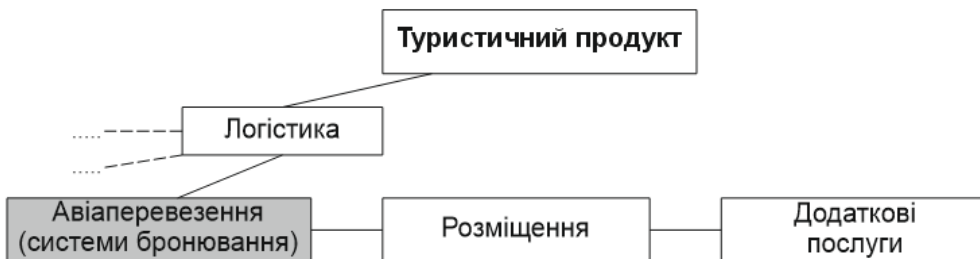 Туристичний продукт
Логістика
.....
.....
Авіаперевезення
(системи бронювання)
Розміщення
Додаткові
послуги